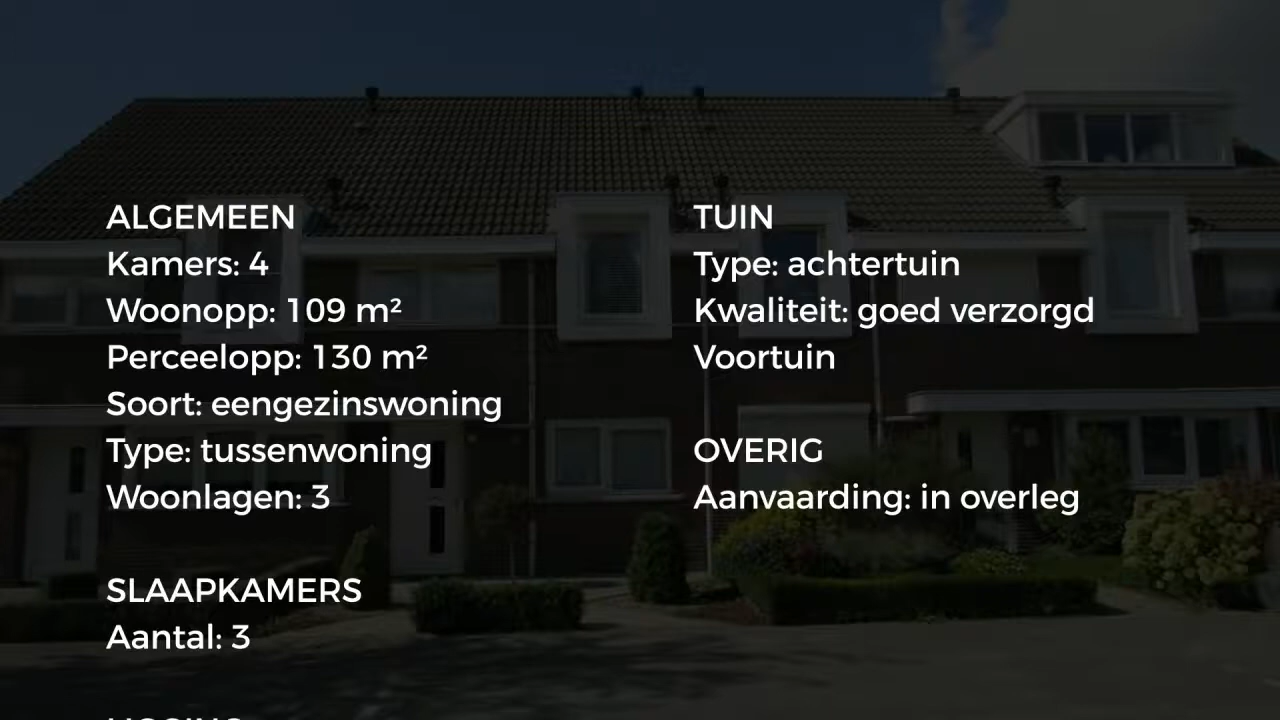 ALGEMEEN
Kamers: 4
Woonopp: 109 m²
Perceelopp: 130 m²
Soort: eengezinswoning
Type: tussenwoning
Woonlagen: 3
SLAAPKAMERS
Aantal: 3
TUIN
Type: achtertuin
Kwaliteit: goed verzorgd
Voortuin
OVERIG
Aanvaarding: in overleg